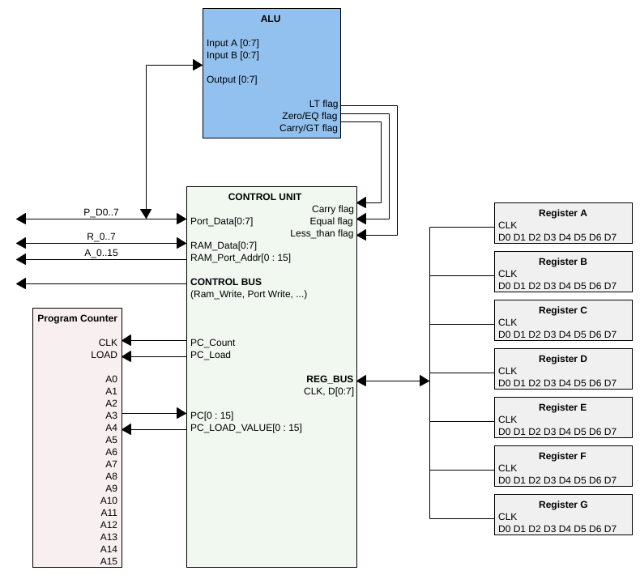 ALU
Input A [0:7]
Input B [0:7]
Output [0:7]
LT flag
Zero/EQ flag
Carry/GT flag
P_D0..7
R_0..7
A_0..15
CONTROL UNIT
Carry flag
Port_Data[0:7]
Equal flag
Less_than flag
RAM_Data[0:7]
RAM_Port_Addr[0 : 15]
CONTROL BUS
(Ram_Write, Port Write, ...)
PC_Count
PC_Load
REG_BUS
CLK, D[0:7]
PC[0 : 15]
PC_LOAD_VALUE[0 : 15]
Program Counter
CLK
LOAD
A0
A1
A2
A3
A4
A5
A6
A7
A8
A9
A10
A11
A12
A13
A14
A15
Register A
CLK
D0 D1 D2 D3 D4 D5 D6 D7
Register B
CLK
D0 D1 D2 D3 D4 D5 D6 D7
Register C
CLK
D0 D1 D2 D3 D4 D5 D6 D7
Register D
CLK
D0 D1 D2 D3 D4 D5 D6 D7
Register E
CLK
D0 D1 D2 D3 D4 D5 D6 D7
Register F
CLK
D0 D1 D2 D3 D4 D5 D6 D7
Register G
CLK
D0 D1 D2 D3 D4 D5 D6 D7